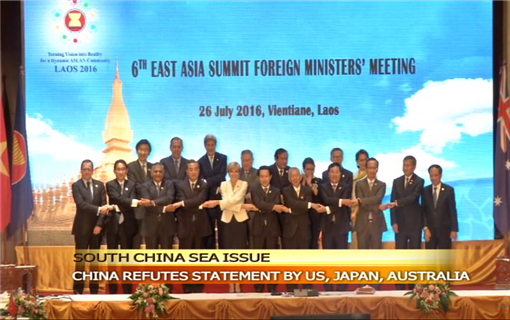 Turning Vision into Reality
for a Dynamic ASEAN Community
LAOS 2016
6TH EAST ASIA SUMMIT FOREIGN MINISTERS' MEETING
26 July 2016, Vientiane, Laos
SOUTH CHINA SEA ISSUE
CHINA REFUTES STATEMENT BY US, JAPAN, AUSTRALIA